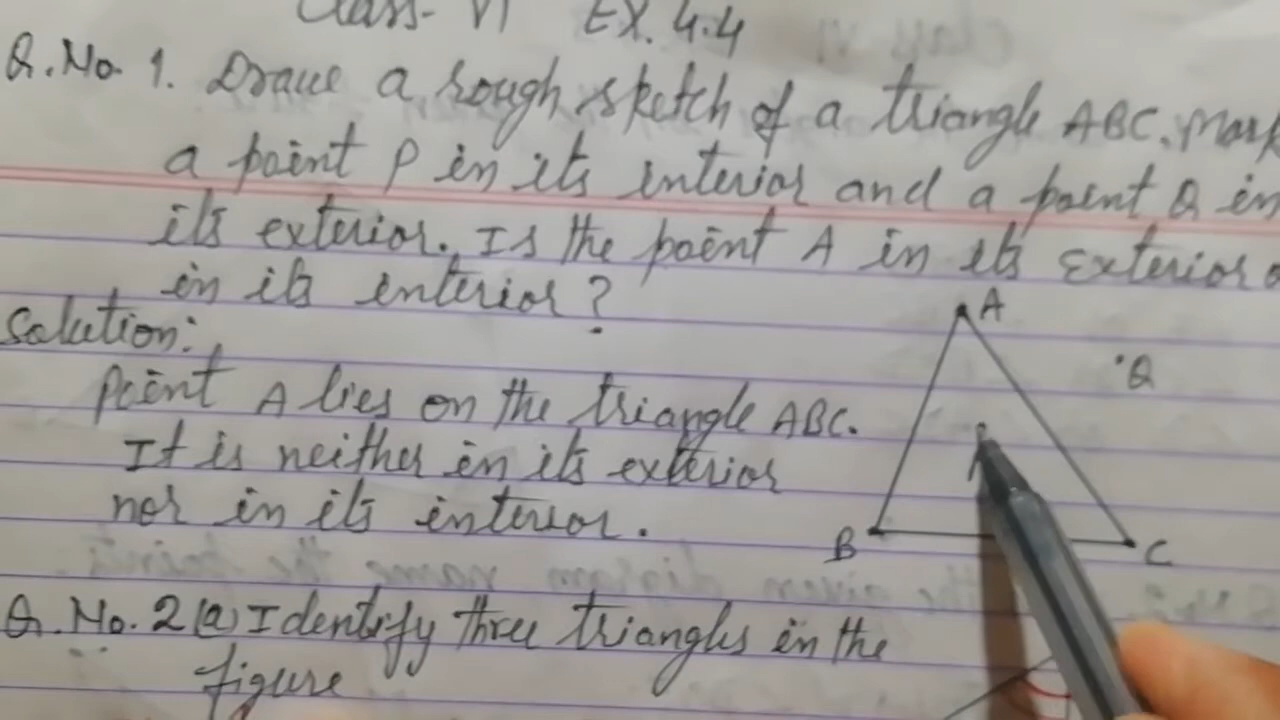 Class- VI Ex. 4.4
Q. No. 1. Draw a rough sketch of a triangle ABC. Mark
a point P in its interior and a point Q in
its exterior. Is the point A in its Exterior
in its interior?
Solution:
Point A lies on the triangle ABC.
It is neither in its exterior
nor in its interior.
A
Q
B
C
Q. No. 2 (a) Identify three triangles in the
figure